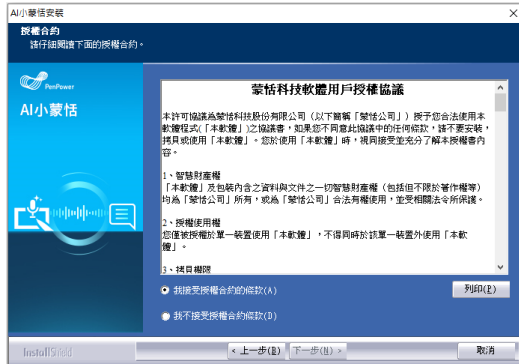 AI小蒙恬安裝
授權合約
請仔細閱讀下面的授權合約。
PenPower
AI小蒙恬
蒙恬科技軟體用戶授權協議
本許可協議為蒙恬科技股份有限公司（以下簡稱「蒙恬公司」）授予您合法使用本
軟體程式(「本軟體」)之協議書，如果您不同意此協議中的任何條款，請不要安裝，
拷貝或使用「本軟體」。您於使用「本軟體」時，視同接受並充分了解本授權書內
容。
1、智慧財產權
「本軟體」及包裝內含之資料與文件之一切智慧財產權（包括但不限於著作權等）
均為「蒙恬公司」所有，或為「蒙恬公司」合法有權使用，並受相關法令所保護。
2、授權使用權
您僅被授權於單一裝置使用「本軟體」，不得同時於該單一裝置外使用「本軟
體」。
3、拷貝權限
我接受授權合約的條款(A)
列印(P)
我不接受授權合約條款(D)
InstallShield
< 上一步(B)
下一步(N) >
取消